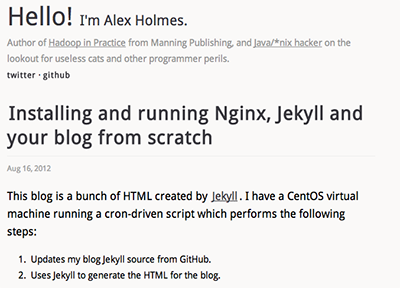 Hello! I'm Alex Holmes.
Author of Hadoop in Practice from Manning Publishing, and Java/*nix hacker on the
lookout for useless cats and other programmer perils.
twitter · github
Installing and running Nginx, Jekyll and
your blog from scratch
Aug 16, 2012
This blog is a bunch of HTML created by Jekyll. I have a CentOS virtual
machine running a cron-driven script which performs the following
steps:
1. Updates my blog Jekyll source from GitHub.
2. Uses Jekyll to generate the HTML for the blog.